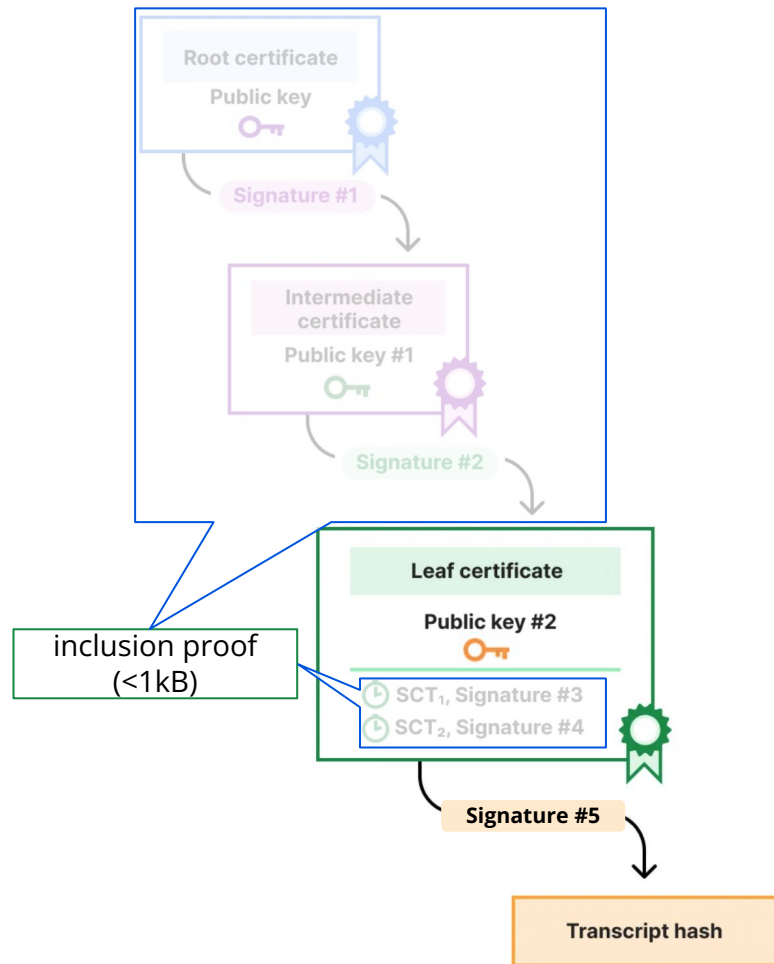 Root certificate
Public key
Signature #1
Intermediate
certificate
Public key #1
Signature #2
Leaf certificate
Public key #2
inclusion proof
(<1kB)
SCT₁, Signature #3
SCT₂, Signature #4
Signature #5
Transcript hash